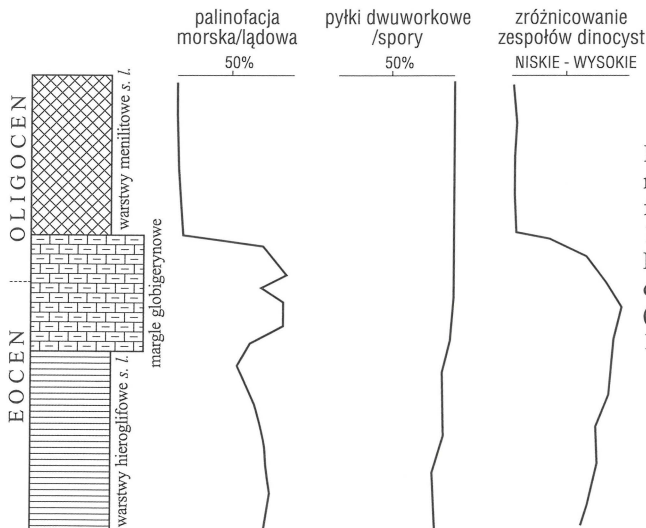 palinofacja
morska/lądowa
50%
pyłki dwuworkowe
/spory
50%
zróżnicowanie
zespołów dinocyst
NISKIE - WYSOKIE
OLIGOCEN
EOCEN
warstwy menilitowe s. l.
margle globigerynowe
warstwy hieroglifowe s. l.